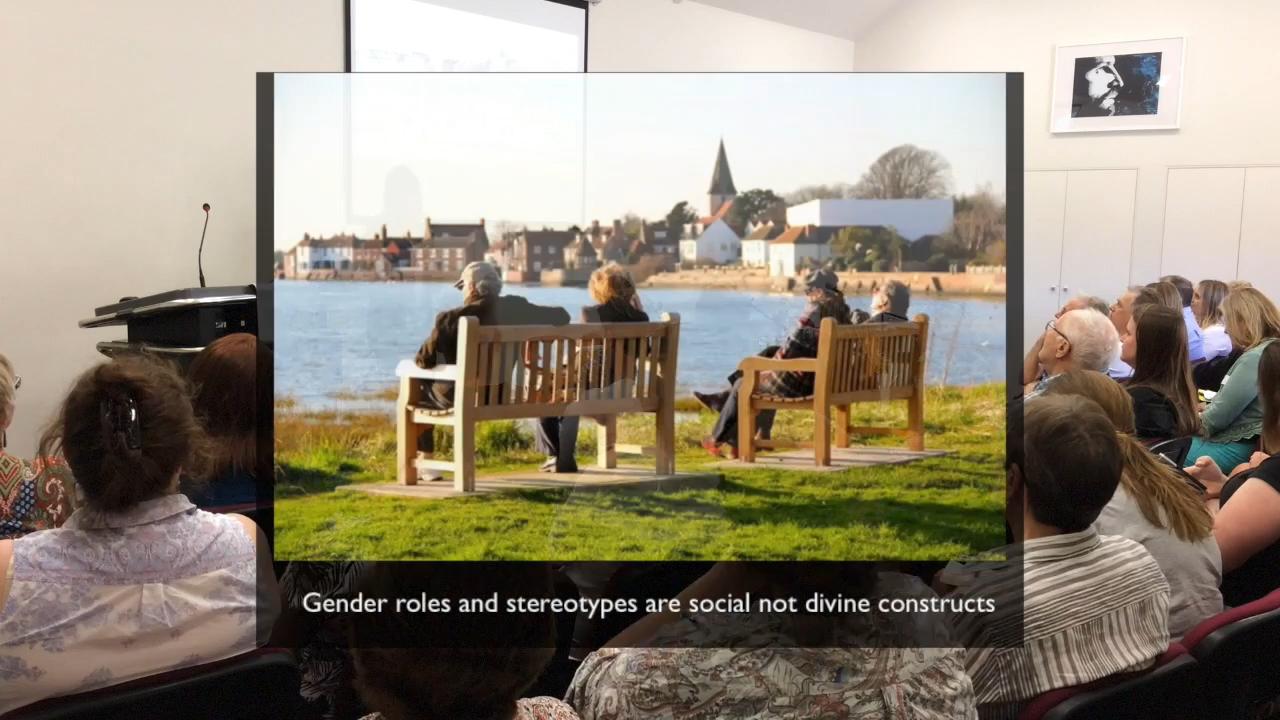 Gender roles and stereotypes are social not divine constructs